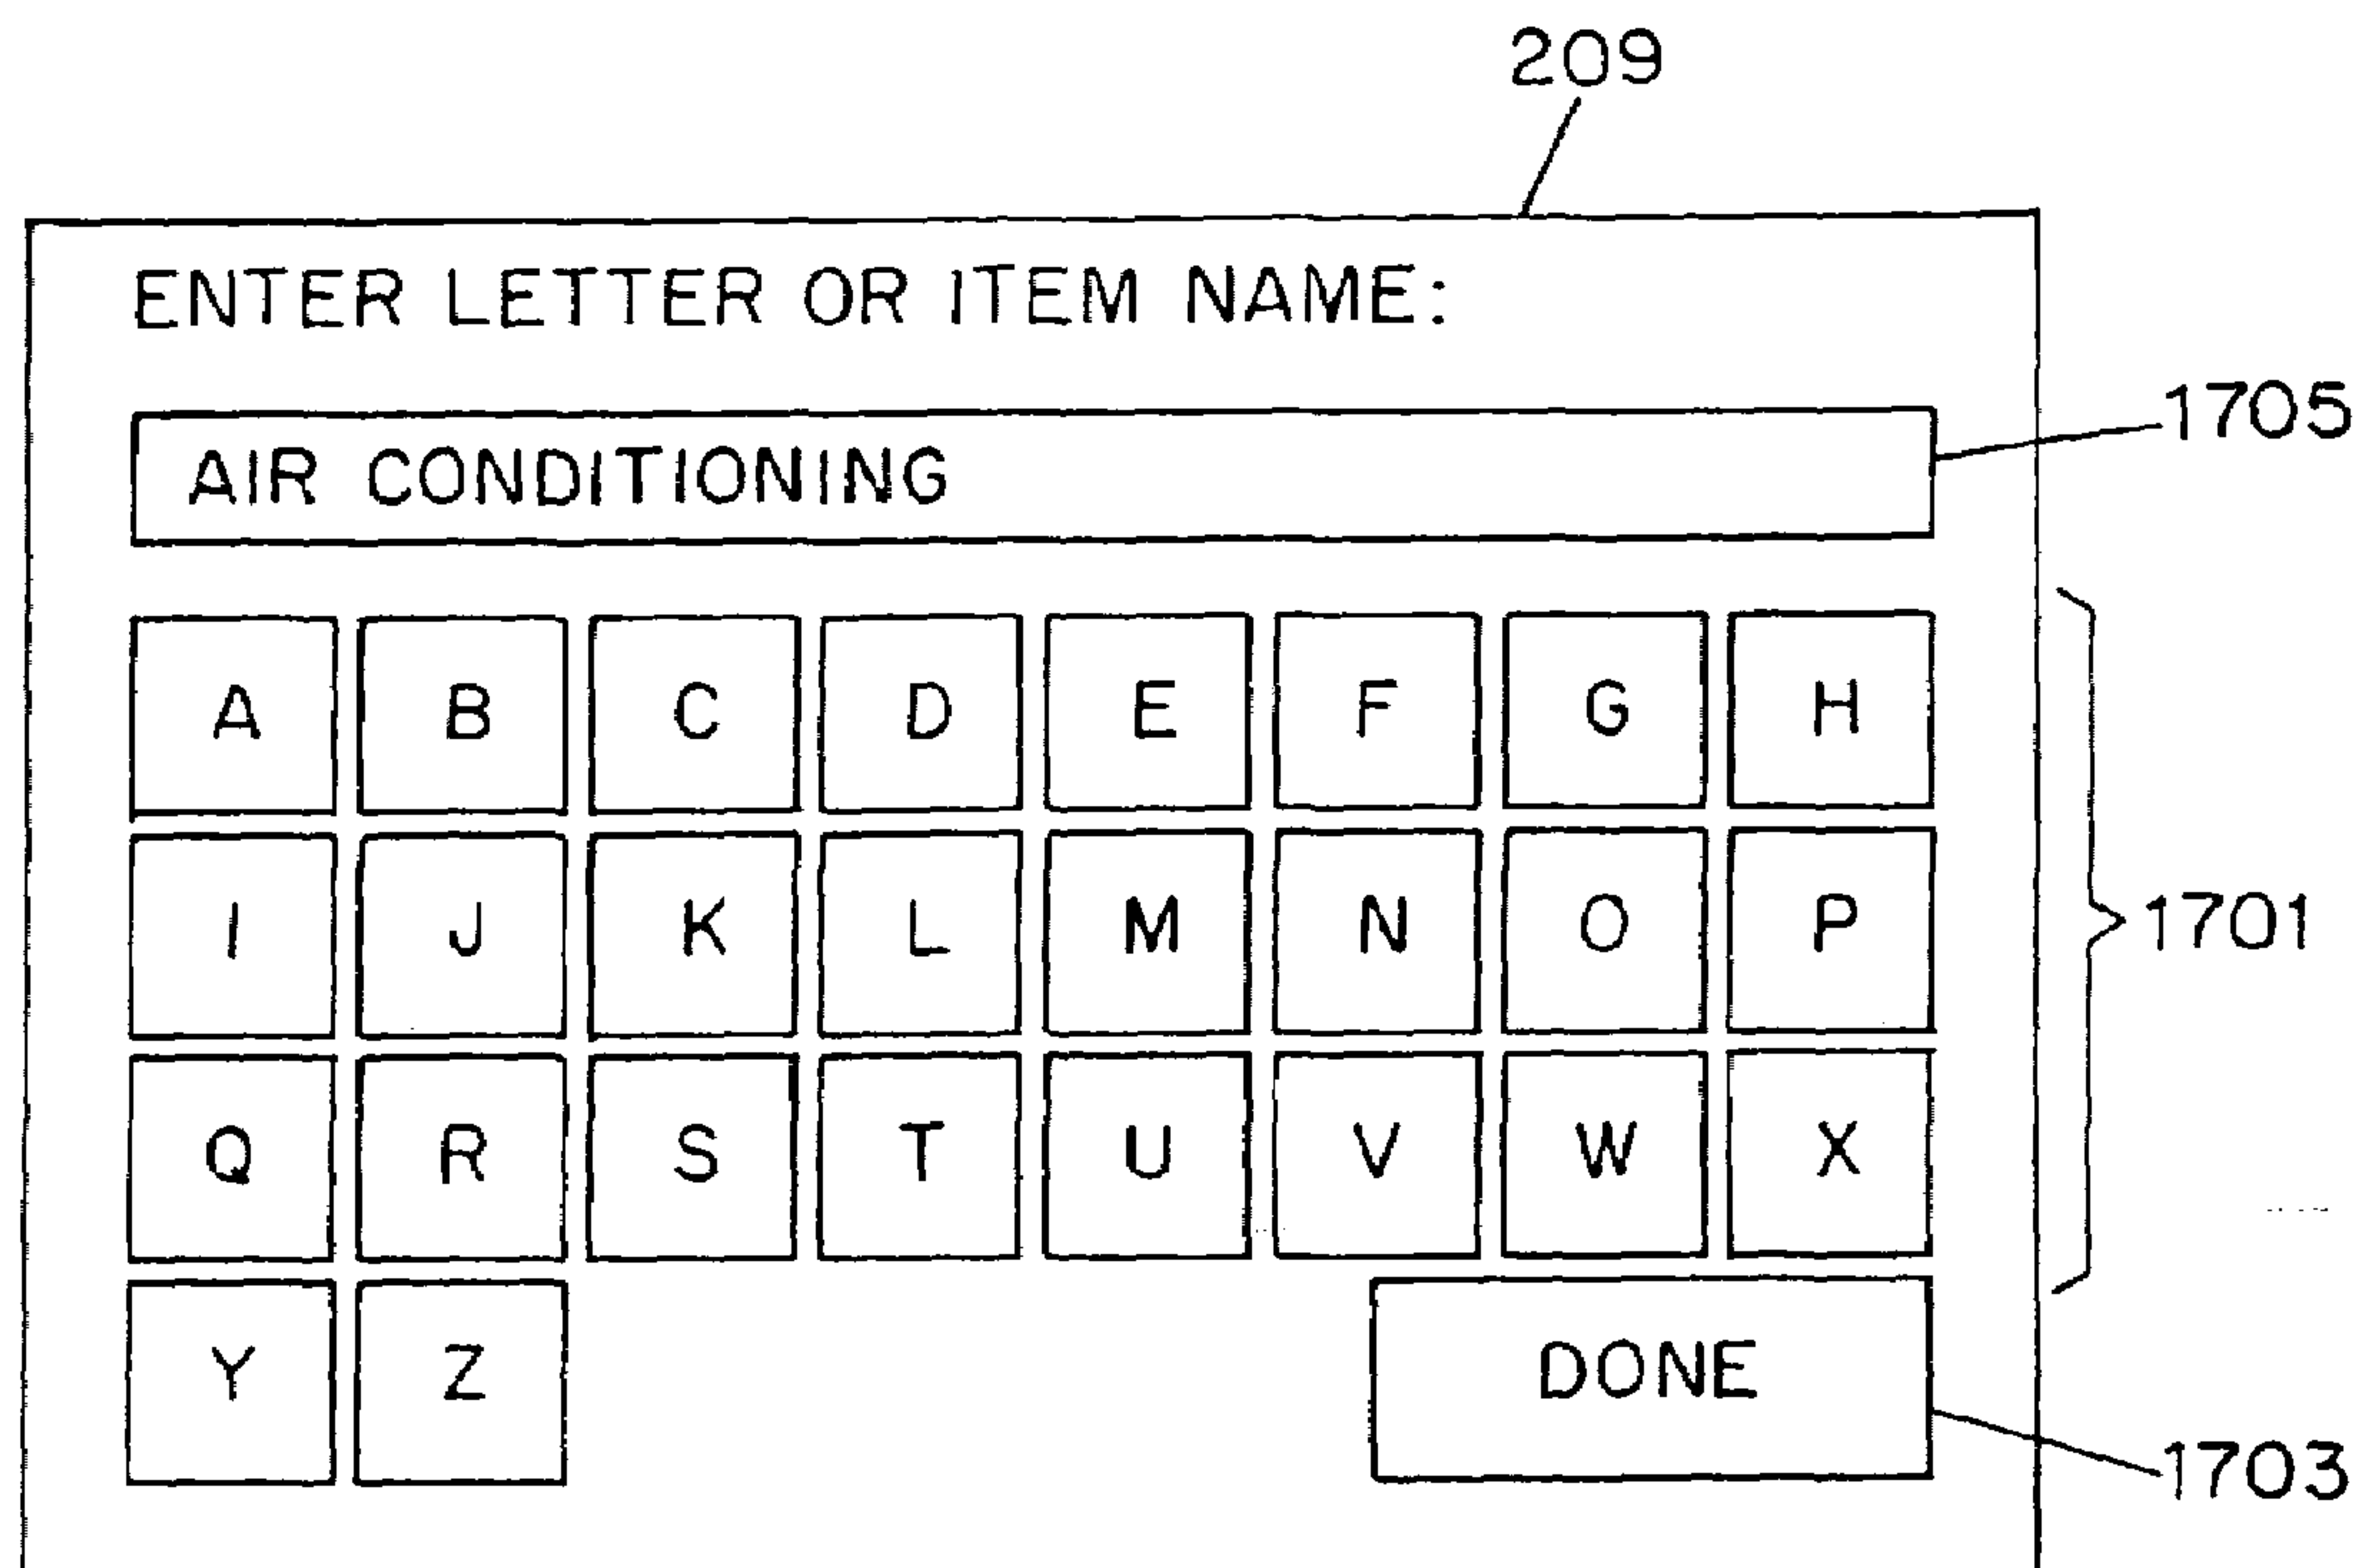 209
ENTER LETTER OR ITEM NAME:
1705
AIR CONDITIONING
A B C D E F G H
I J K L M N O P
1701
Q R S T U V W X
Y Z DONE
1703